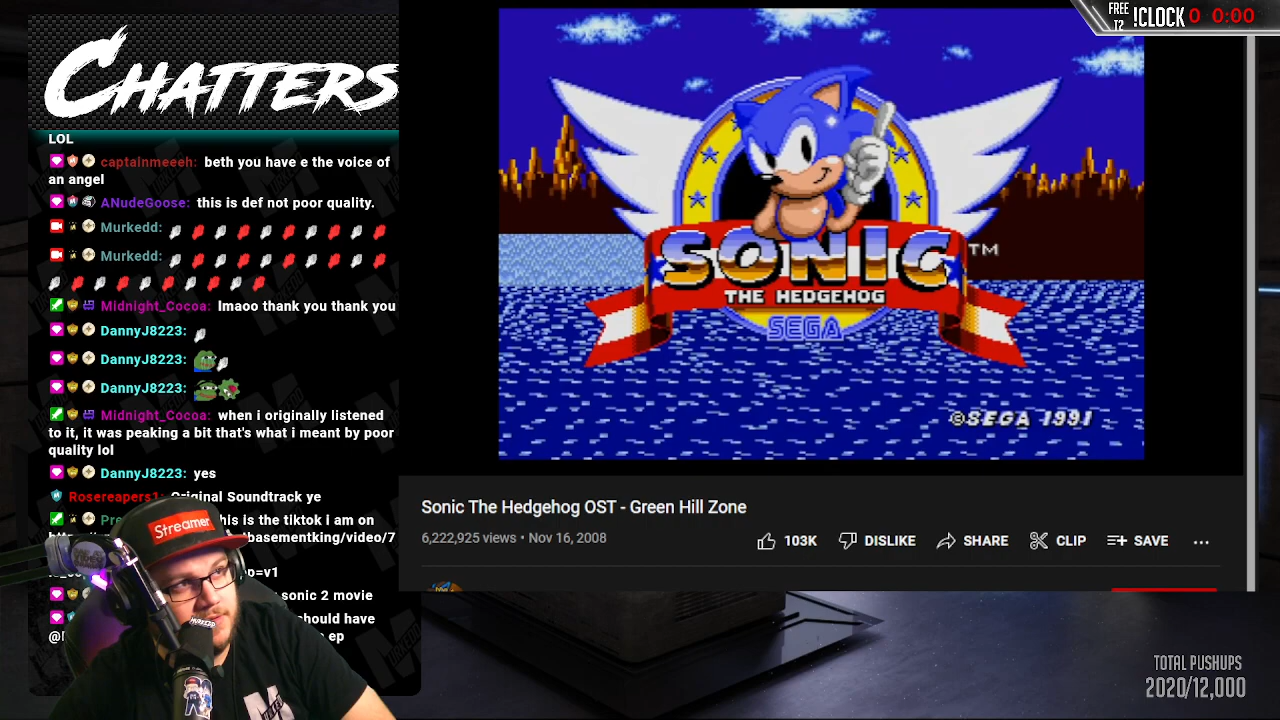 CHATTERS
LOL
captainmeeeh: beth you have e the voice of
an angel
ANudeGoose: this is def not poor quality.
Murkedd:
Murkedd:
Midnight_Cocoa: lmaoo thank you thank you
DannyJ8223:
DannyJ8223:
DannyJ8223:
Midnight_Cocoa: when i originally listened
to it, it was peaking a bit that's what i meant by poor
quality lol
DannyJ8223: yes
Rosereapers1: Original Soundtrack ye
this is the tiktok i am on
basementking/video/7
p=v1
sonic 2 movie
should have
ep
Streamer
MURKEDD
FREE
T2
!CLOCK 0 0:00
SONIC
TM
THE HEDGEHOG
SEGA
©SEGA 1991
Sonic The Hedgehog OST - Green Hill Zone
6,222,925 views • Nov 16, 2008
103K
DISLIKE
SHARE
CLIP
SAVE
...
TOTAL PUSHUPS
2020/12,000